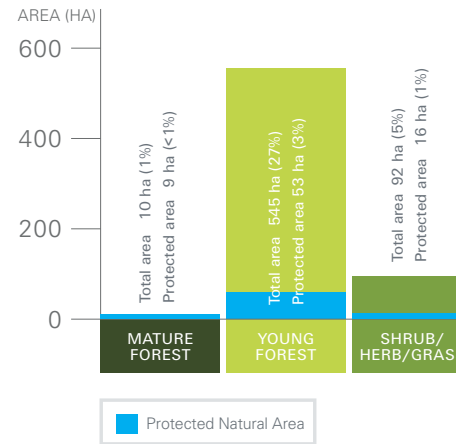 AREA (HA)
600
400
200
0
Total area 10 ha (1%)
Protected area 9 ha (<1%)
Total area 545 ha (27%)
Protected area 53 ha (3%)
Total area 92 ha (5%)
Protected area 16 ha (1%)
MATURE
FOREST
YOUNG
FOREST
SHRUB/
HERB/GRAS
Protected Natural Area